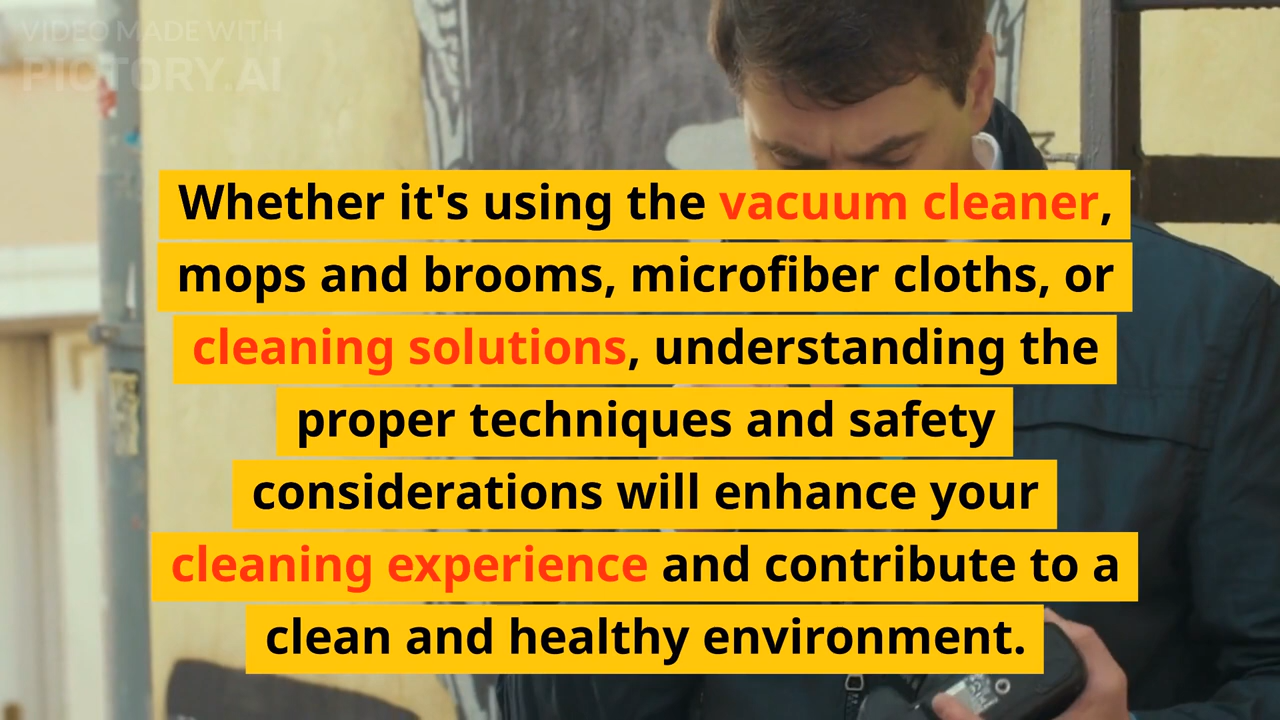 VIDEO MADE WITH
PICTORY.AI
Whether it's using the vacuum cleaner,
mops and brooms, microfiber cloths, or
cleaning solutions, understanding the
proper techniques and safety
considerations will enhance your
cleaning experience and contribute to a
clean and healthy environment.